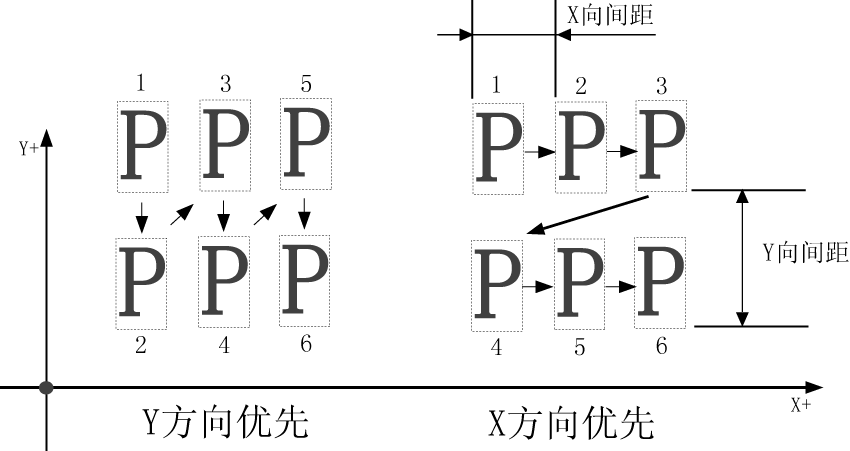 X向间距
1 3 5
1 2 3
Y+
P P P
P P P
Y向间距
P P P
P P P
2 4 6
4 5 6
X+
Y方向优先
X方向优先